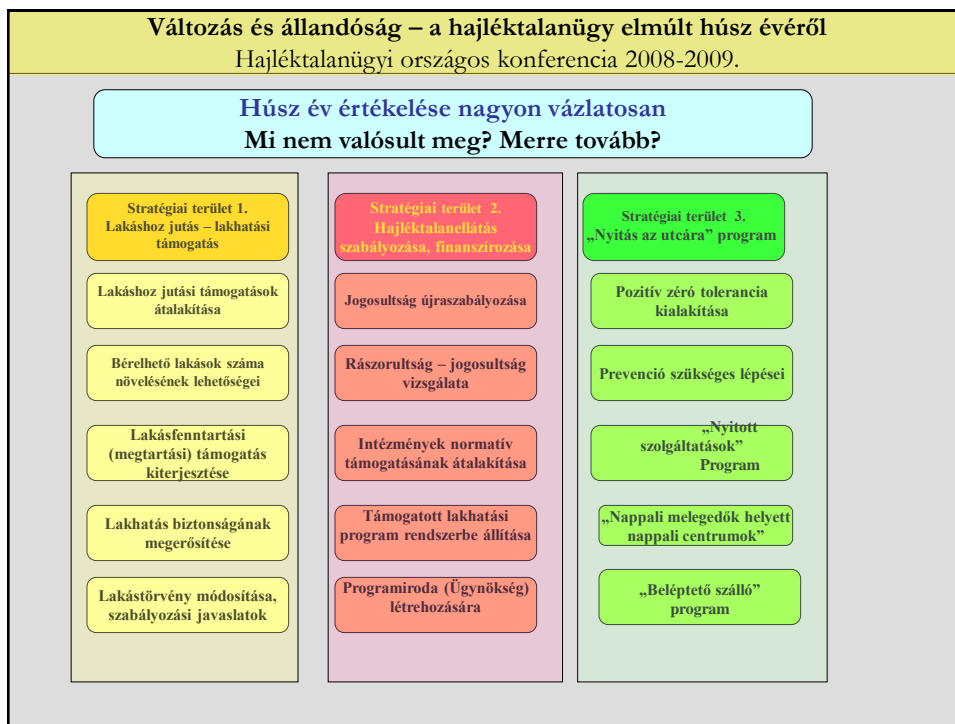 Változás és állandóság – a hajléktalanügy elmúlt húsz évéről
Hajléktalanügyi országos konferencia 2008-2009.
Húsz év értékelése nagyon vázlatosan
Mi nem valósult meg? Merre tovább?
Stratégiai terület 1.
Lakáshoz jutás – lakhatási
támogatás
Lakáshoz jutási támogatások
átalakítása
Bérelhető lakások száma
növelésének lehetőségei
Lakásfenntartási
(megtartási) támogatás
kiterjesztése
Lakhatás biztonságának
megerősítése
Lakástörvény módosítása,
szabályozási javaslatok
Stratégiai terület 2.
Hajléktalanellátás
szabályozása, finanszírozása
Jogosultság újraszabályozása
Rászorultság – jogosultság
vizsgálata
Intézmények normatív
támogatásának átalakítása
Támogatott lakhatási
program rendszerbe állítása
Programiroda (Ügynökség)
létrehozására
Stratégiai terület 3.
„Nyitás az utcára” program
Pozitív zéró tolerancia
kialakítása
Prevenció szükséges lépései
„Nyitott
szolgáltatások”
Program
„Nappali melegedők helyett
nappali centrumok”
„Beléptető szálló”
program